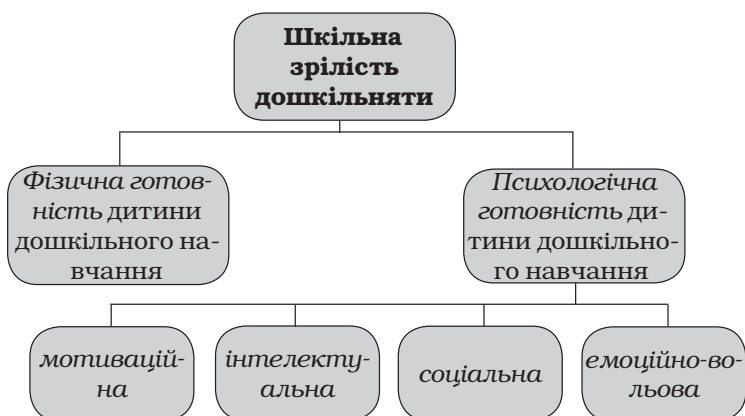 Шкільна
зрілість
дошкільняти
Фізична готов-
ність дитини
дошкільного на-
вчання
Психологічна
готовність ди-
тини дошкільно-
го навчання
мотивацій-
на
інтелекту-
альна
соціальна
емоційно-во-
льова